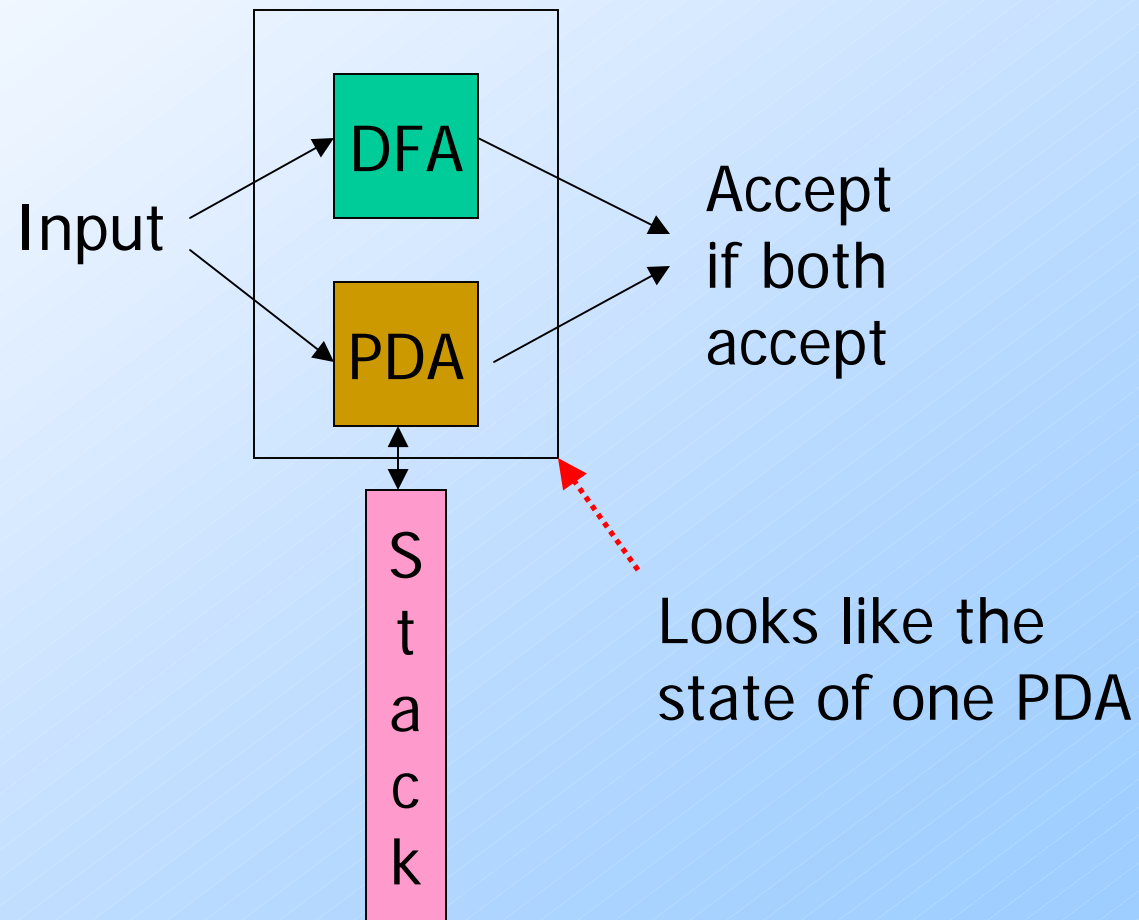 DFA
Input
PDA
Accept
if both
accept
S
t
a
c
k
Looks like the
state of one PDA